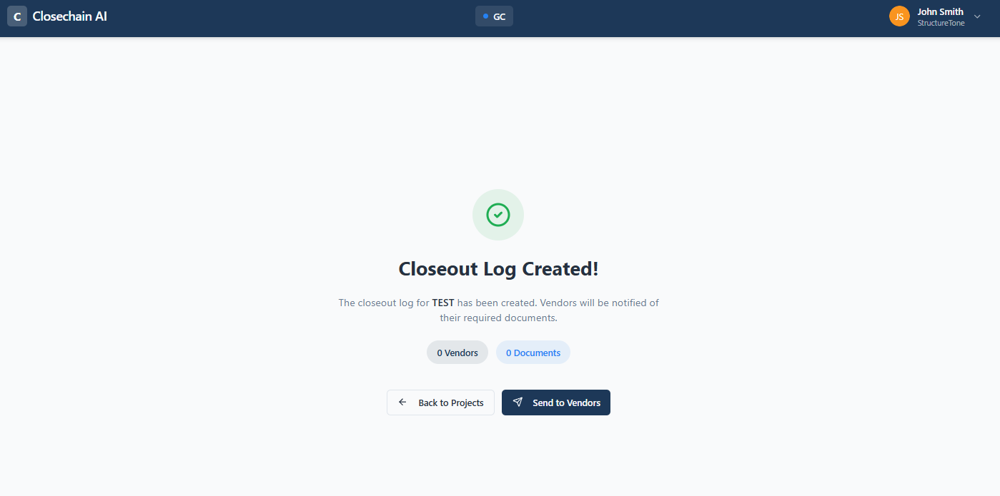 C Closechain AI
GC
JS
John Smith
StructureTone
Closeout Log Created!
The closeout log for TEST has been created. Vendors will be notified of
their required documents.
0 Vendors
0 Documents
Back to Projects
Send to Vendors